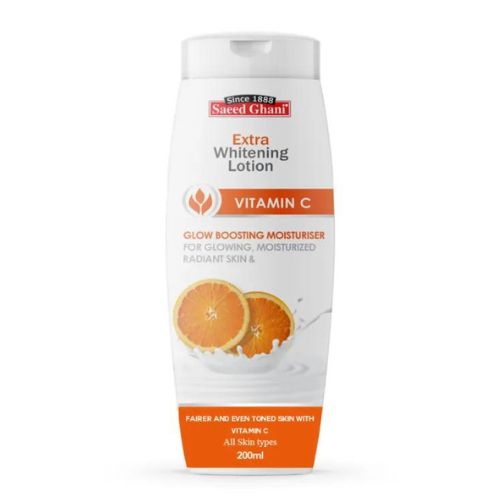 Since 1888
Saeed Ghani
Extra
Whitening
Lotion
VITAMIN C
GLOW BOOSTING MOISTURISER
FOR GLOWING, MOISTURIZED
RADIANT SKIN &
FAIRER AND EVEN TONED SKIN WITH
VITAMIN C
All Skin types
200ml